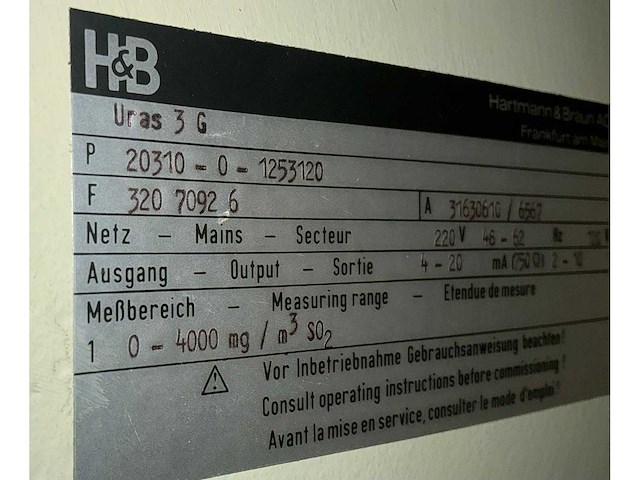 H&B
Hartmann & Braun AG
Frankfurt am Main
Uras 3 G
P 20310 - 0 - 1253120
F 320 7092 6 A 31630610 / 6567
Netz - Mains - Secteur 220 V 48 - 62 Hz
Ausgang - Output - Sortie 4 - 20 mA (750 Ω) 2 - 10
Meßbereich - Measuring range - Etendue de mesure
1 0 - 4000 mg / m³ SO₂
⚠ Vor Inbetriebnahme Gebrauchsanweisung beachten!
Consult operating instructions before commissioning!
Avant la mise en service, consulter le mode d'emploi!